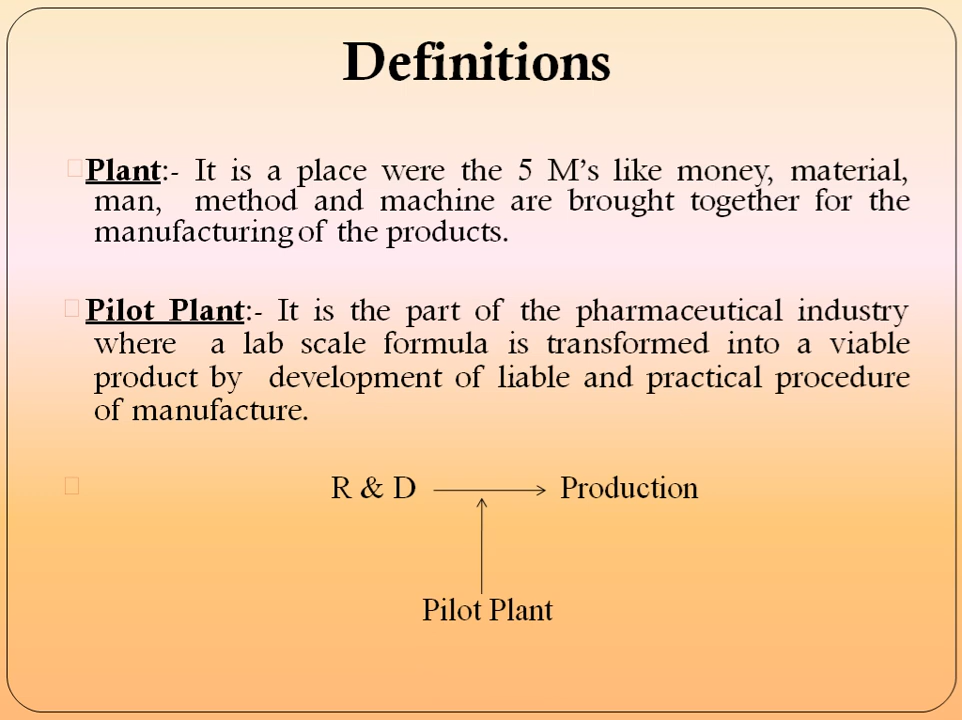 Definitions
Plant:- It is a place were the 5 M's like money, material,
man, method and machine are brought together for the
manufacturing of the products.
Pilot Plant:- It is the part of the pharmaceutical industry
where a lab scale formula is transformed into a viable
product by development of liable and practical procedure
of manufacture.
R & D Production
Pilot Plant